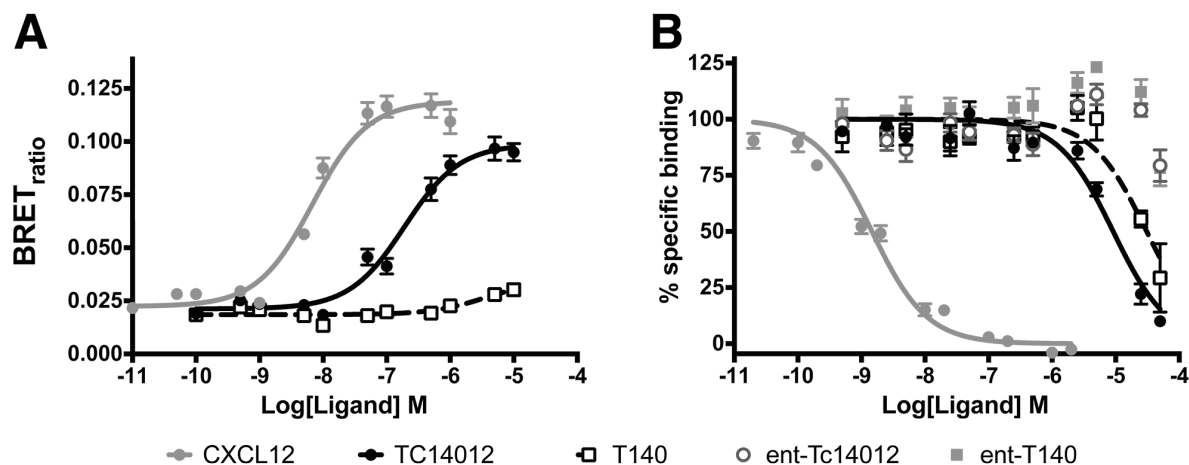 A
BRETratio
0.125
0.100
0.075
0.050
0.025
0.000
-11 -10 -9 -8 -7 -6 -5 -4
Log[Ligand] M
B
% specific binding
125
100
75
50
25
0
-11 -10 -9 -8 -7 -6 -5 -4
Log[Ligand] M
CXCL12 TC14012 T140 ent-Tc14012 ent-T140